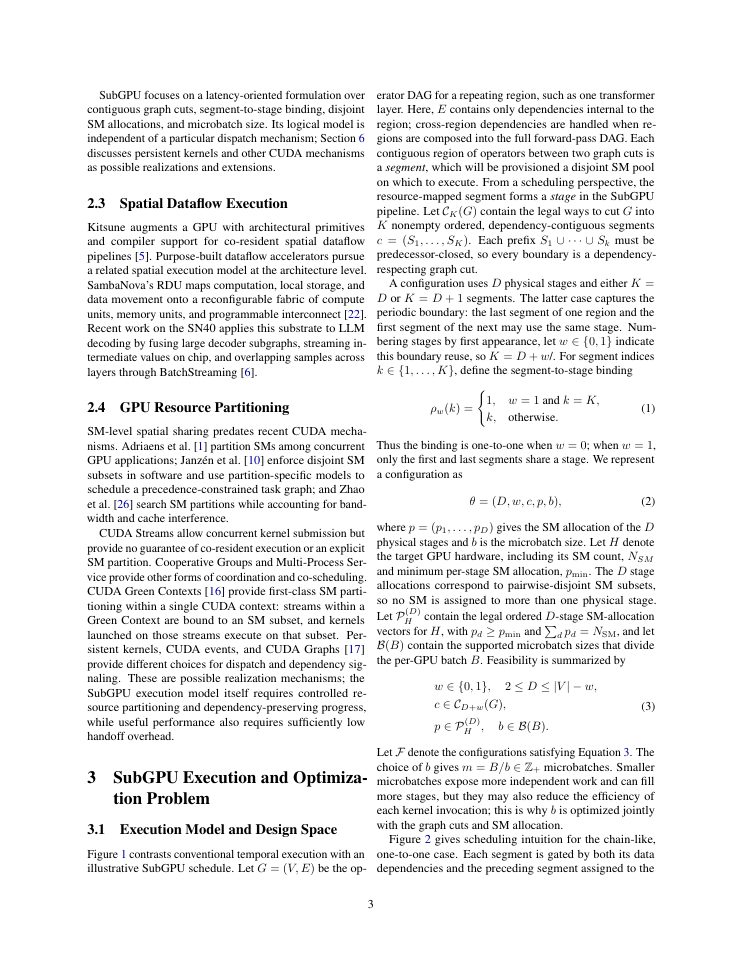 SubGPU focuses on a latency-oriented formulation over
contiguous graph cuts, segment-to-stage binding, disjoint
SM allocations, and microbatch size. Its logical model is
independent of a particular dispatch mechanism; Section 6
discusses persistent kernels and other CUDA mechanisms
as possible realizations and extensions.
2.3 Spatial Dataflow Execution
Kitsune augments a GPU with architectural primitives
and compiler support for co-resident spatial dataflow
pipelines [5]. Purpose-built dataflow accelerators pursue
a related spatial execution model at the architecture level.
SambaNova's RDU maps computation, local storage, and
data movement onto a reconfigurable fabric of compute
units, memory units, and programmable interconnect [22].
Recent work on the SN40 applies this substrate to LLM
decoding by fusing large decoder subgraphs, streaming in-
termediate values on chip, and overlapping samples across
layers through BatchStreaming [6].
2.4 GPU Resource Partitioning
SM-level spatial sharing predates recent CUDA mecha-
nisms. Adriaens et al. [1] partition SMs among concurrent
GPU applications; Janzén et al. [10] enforce disjoint SM
subsets in software and use partition-specific models to
schedule a precedence-constrained task graph; and Zhao
et al. [26] search SM partitions while accounting for band-
width and cache interference.
CUDA Streams allow concurrent kernel submission but
provide no guarantee of co-resident execution or an explicit
SM partition. Cooperative Groups and Multi-Process Ser-
vice provide other forms of coordination and co-scheduling.
CUDA Green Contexts [16] provide first-class SM parti-
tioning within a single CUDA context: streams within a
Green Context are bound to an SM subset, and kernels
launched on those streams execute on that subset. Per-
sistent kernels, CUDA events, and CUDA Graphs [17]
provide different choices for dispatch and dependency sig-
naling. These are possible realization mechanisms; the
SubGPU execution model itself requires controlled re-
source partitioning and dependency-preserving progress,
while useful performance also requires sufficiently low
handoff overhead.
3 SubGPU Execution and Optimiza-
tion Problem
3.1 Execution Model and Design Space
Figure 1 contrasts conventional temporal execution with an
illustrative SubGPU schedule. Let G = (V, E) be the op-
erator DAG for a repeating region, such as one transformer
layer. Here, E contains only dependencies internal to the
region; cross-region dependencies are handled when re-
gions are composed into the full forward-pass DAG. Each
contiguous region of operators between two graph cuts is
a segment, which will be provisioned a disjoint SM pool
on which to execute. From a scheduling perspective, the
resource-mapped segment forms a stage in the SubGPU
pipeline. Let C_K(G) contain the legal ways to cut G into
K nonempty ordered, dependency-contiguous segments
c = (S_1, . . . , S_K). Each prefix S_1 ∪ · · · ∪ S_k must be
predecessor-closed, so every boundary is a dependency-
respecting graph cut.
A configuration uses D physical stages and either K =
D or K = D + 1 segments. The latter case captures the
periodic boundary: the last segment of one region and the
first segment of the next may use the same stage. Num-
bering stages by first appearance, let w ∈ {0, 1} indicate
this boundary reuse, so K = D + w/. For segment indices
k ∈ {1, . . . , K}, define the segment-to-stage binding
ρ_w(k) = { 1, w = 1 and k = K,
k, otherwise. (1)
Thus the binding is one-to-one when w = 0; when w = 1,
only the first and last segments share a stage. We represent
a configuration as
θ = (D, w, c, p, b), (2)
where p = (p_1, . . . , p_D) gives the SM allocation of the D
physical stages and b is the microbatch size. Let H denote
the target GPU hardware, including its SM count, N_SM
and minimum per-stage SM allocation, p_min. The D stage
allocations correspond to pairwise-disjoint SM subsets,
so no SM is assigned to more than one physical stage.
Let P_H^(D) contain the legal ordered D-stage SM-allocation
vectors for H, with p_d ≥ p_min and ∑_d p_d = N_SM, and let
B(B) contain the supported microbatch sizes that divide
the per-GPU batch B. Feasibility is summarized by
w ∈ {0, 1}, 2 ≤ D ≤ |V| − w,
c ∈ C_{D+w}(G), (3)
p ∈ P_H^(D), b ∈ B(B).
Let F denote the configurations satisfying Equation 3. The
choice of b gives m = B/b ∈ Z_+ microbatches. Smaller
microbatches expose more independent work and can fill
more stages, but they may also reduce the efficiency of
each kernel invocation; this is why b is optimized jointly
with the graph cuts and SM allocation.
Figure 2 gives scheduling intuition for the chain-like,
one-to-one case. Each segment is gated by both its data
dependencies and the preceding segment assigned to the
3